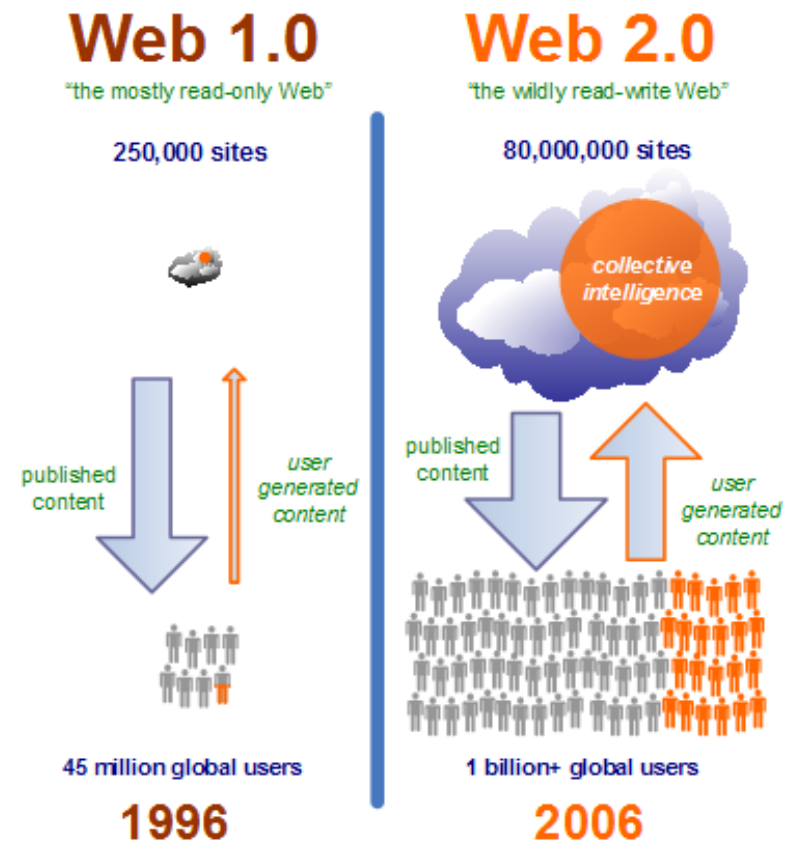 Web 1.0
“the mostly read-only Web”
250,000 sites
published
content
user
generated
content
45 million global users
1996
Web 2.0
“the wildly read-write Web”
80,000,000 sites
collective
intelligence
published
content
user
generated
content
1 billion+ global users
2006